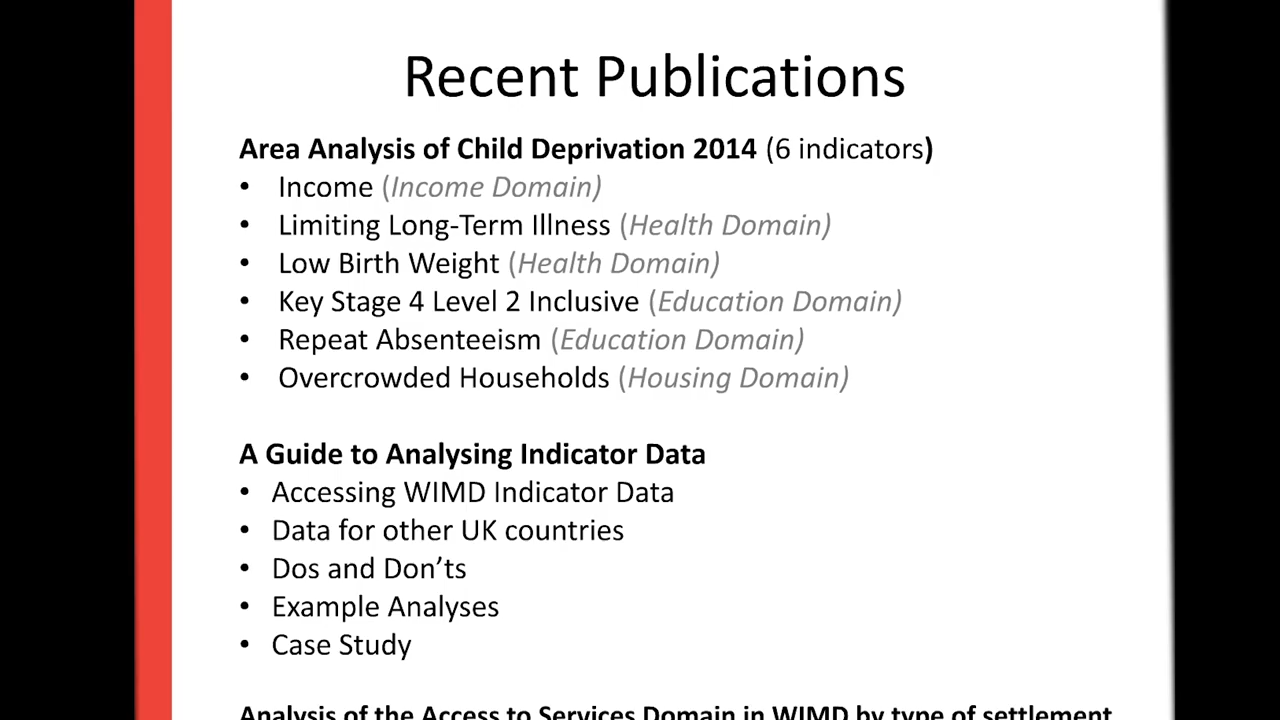 Recent Publications
Area Analysis of Child Deprivation 2014 (6 indicators)
• Income (Income Domain)
• Limiting Long-Term Illness (Health Domain)
• Low Birth Weight (Health Domain)
• Key Stage 4 Level 2 Inclusive (Education Domain)
• Repeat Absenteeism (Education Domain)
• Overcrowded Households (Housing Domain)
A Guide to Analysing Indicator Data
• Accessing WIMD Indicator Data
• Data for other UK countries
• Dos and Don’ts
• Example Analyses
• Case Study
Analysis of the Access to Services Domain in WIMD by type of settlement